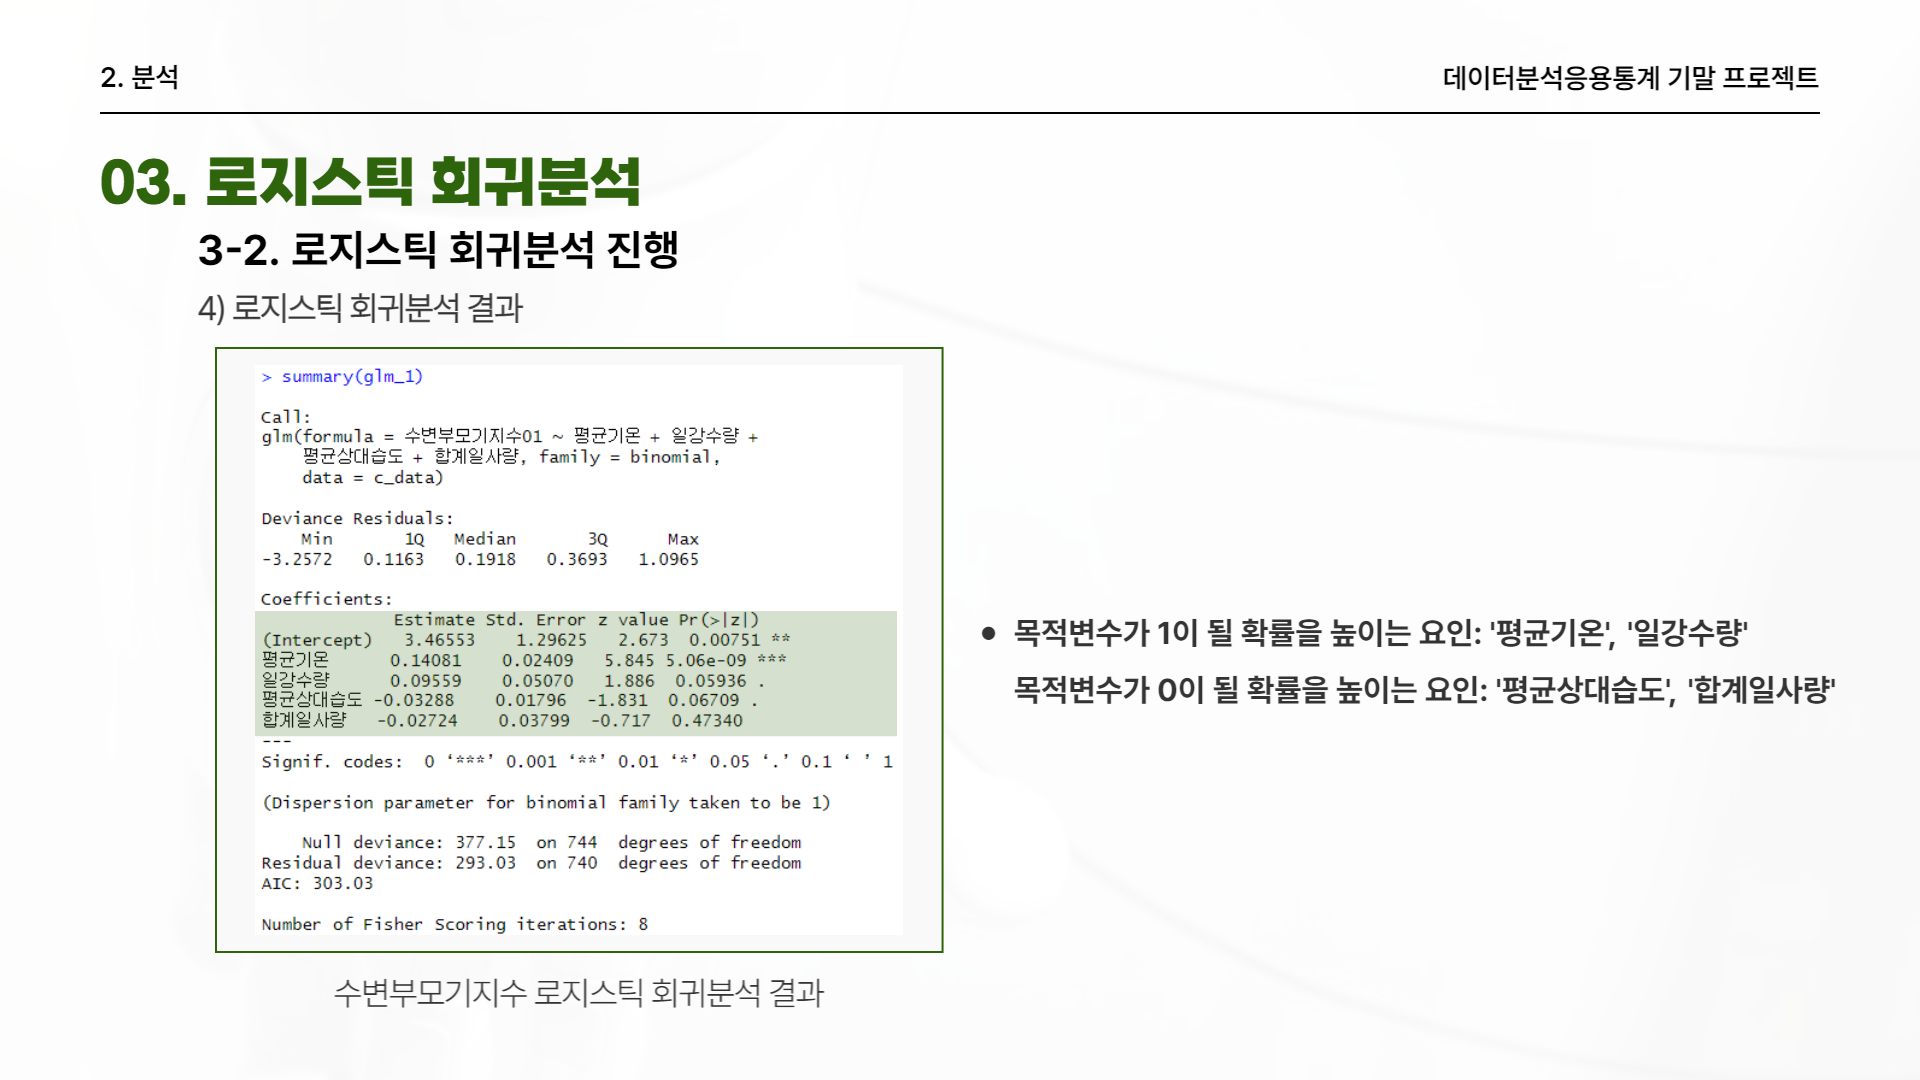 2. 분석
데이터분석응용통계 기말 프로젝트
03. 로지스틱 회귀분석
3-2. 로지스틱 회귀분석 진행
4) 로지스틱 회귀분석 결과
> summary(glm_1)
Call:
glm(formula = 수변부모기지수01 ~ 평균기온 + 일강수량 +
평균상대습도 + 합계일사량, family = binomial,
data = c_data)
Deviance Residuals:
Min 1Q Median 3Q Max
-3.2572 0.1163 0.1918 0.3693 1.0965
Coefficients:
Estimate Std. Error z value Pr(>|z|)
(Intercept) 3.46553 1.29625 2.673 0.00751 **
평균기온 0.14081 0.02409 5.845 5.06e-09 ***
일강수량 0.09559 0.05070 1.886 0.05936 .
평균상대습도 -0.03288 0.01796 -1.831 0.06709 .
합계일사량 -0.02724 0.03799 -0.717 0.47340
---
Signif. codes: 0 ‘***’ 0.001 ‘**’ 0.01 ‘*’ 0.05 ‘.’ 0.1 ‘ ’ 1
(Dispersion parameter for binomial family taken to be 1)
Null deviance: 377.15 on 744 degrees of freedom
Residual deviance: 293.03 on 740 degrees of freedom
AIC: 303.03
Number of Fisher Scoring iterations: 8
수변부모기지수 로지스틱 회귀분석 결과
• 목적변수가 1이 될 확률을 높이는 요인: '평균기온', '일강수량'
목적변수가 0이 될 확률을 높이는 요인: '평균상대습도', '합계일사량'